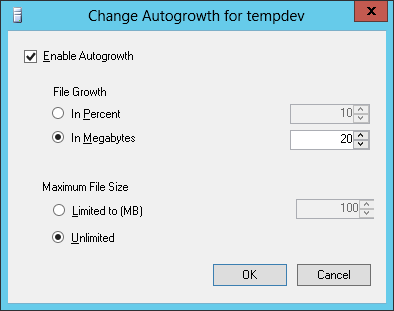 Change Autogrowth for tempdev
x
Enable Autogrowth
File Growth
In Percent 10
In Megabytes 20
Maximum File Size
Limited to (MB) 100
Unlimited
OK Cancel